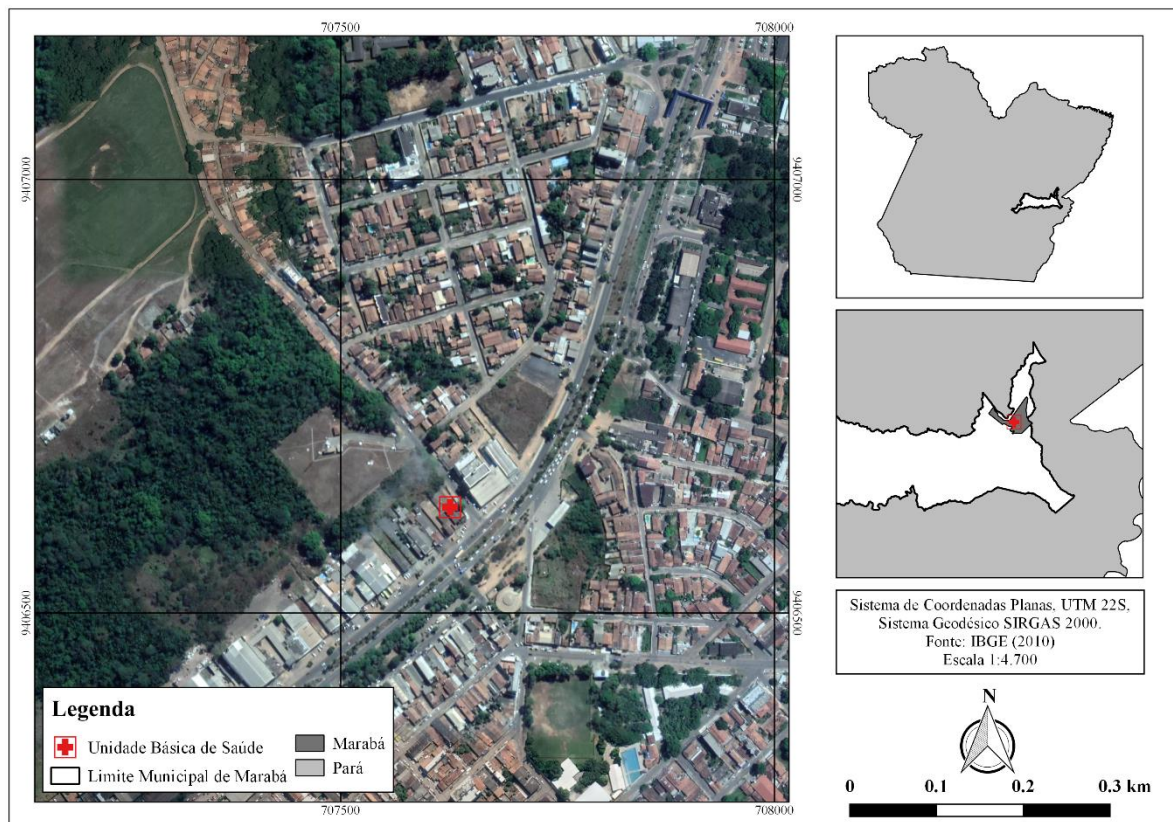 707500
708000
9407000
9407000
9406500
9406500
Legenda
Unidade Básica de Saúde
Limite Municipal de Marabá
Marabá
Pará
707500
708000
Sistema de Coordenadas Planas, UTM 22S,
Sistema Geodésico SIRGAS 2000.
Fonte: IBGE (2010)
Escala 1:4.700
N
0 0.1 0.2 0.3 km